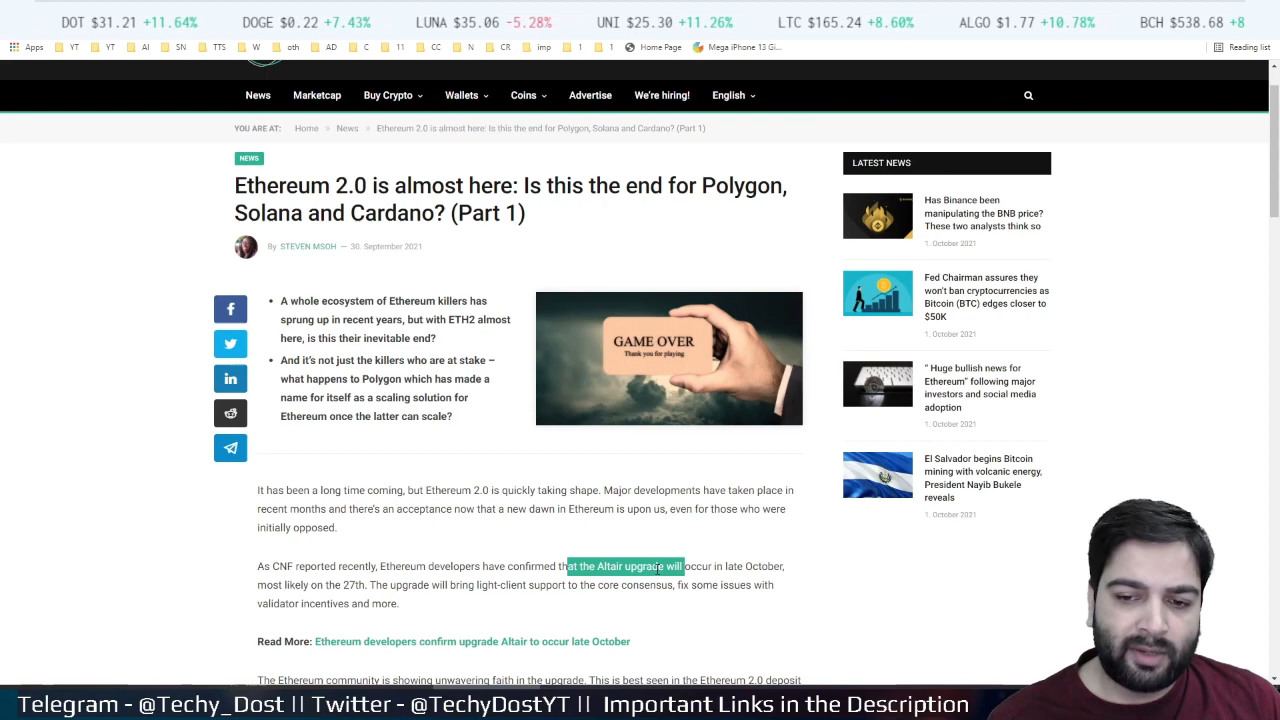 DOT $31.21 +11.64% DOGE $0.22 +7.43% LUNA $35.06 -5.28% UNI $25.30 +11.26% LTC $165.24 +8.60% ALGO $1.77 +10.78% BCH $538.68 +8
Apps YT YT AI SN TTS W oth AD C 11 CC N CR imp 1 1 Home Page Mega iPhone 13 Gi... Reading list
News Marketcap Buy Crypto Wallets Coins Advertise We're hiring! English
YOU ARE AT: Home » News » Ethereum 2.0 is almost here: Is this the end for Polygon, Solana and Cardano? (Part 1)
NEWS
Ethereum 2.0 is almost here: Is this the end for Polygon,
Solana and Cardano? (Part 1)
By STEVEN MSOH — 30. September 2021
• A whole ecosystem of Ethereum killers has
sprung up in recent years, but with ETH2 almost
here, is this their inevitable end?
• And it's not just the killers who are at stake –
what happens to Polygon which has made a
name for itself as a scaling solution for
Ethereum once the latter can scale?
GAME OVER
Thank you for playing
It has been a long time coming, but Ethereum 2.0 is quickly taking shape. Major developments have taken place in
recent months and there's an acceptance now that a new dawn in Ethereum is upon us, even for those who were
initially opposed.
As CNF reported recently, Ethereum developers have confirmed that the Altair upgrade will occur in late October,
most likely on the 27th. The upgrade will bring light-client support to the core consensus, fix some issues with
validator incentives and more.
Read More: Ethereum developers confirm upgrade Altair to occur late October
The Ethereum community is showing unwavering faith in the upgrade. This is best seen in the Ethereum 2.0 deposit
LATEST NEWS
Has Binance been
manipulating the BNB price?
These two analysts think so
1. October 2021
Fed Chairman assures they
won't ban cryptocurrencies as
Bitcoin (BTC) edges closer to
$50K
1. October 2021
" Huge bullish news for
Ethereum" following major
investors and social media
adoption
1. October 2021
El Salvador begins Bitcoin
mining with volcanic energy,
President Nayib Bukele
reveals
1. October 2021
Telegram - @Techy_Dost || Twitter - @TechyDostYT || Important Links in the Description